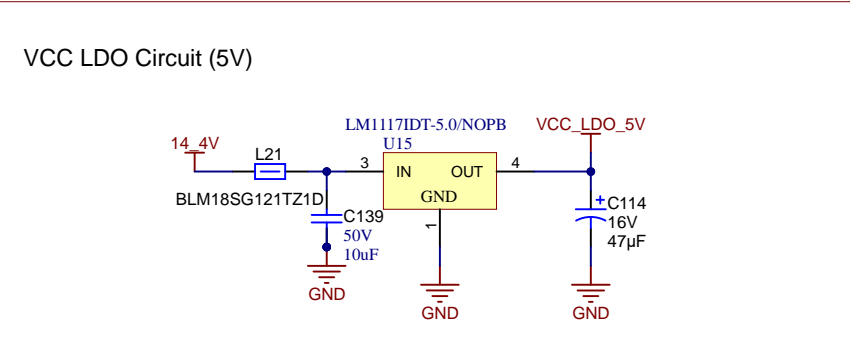 VCC LDO Circuit (5V)
LM1117IDT-5.0/NOPB
VCC_LDO_5V
U15
14_4V
L21
3
IN
OUT
4
BLM18SG121TZ1D
GND
C139
50V
10uF
1
+
C114
16V
47µF
GND
GND
GND